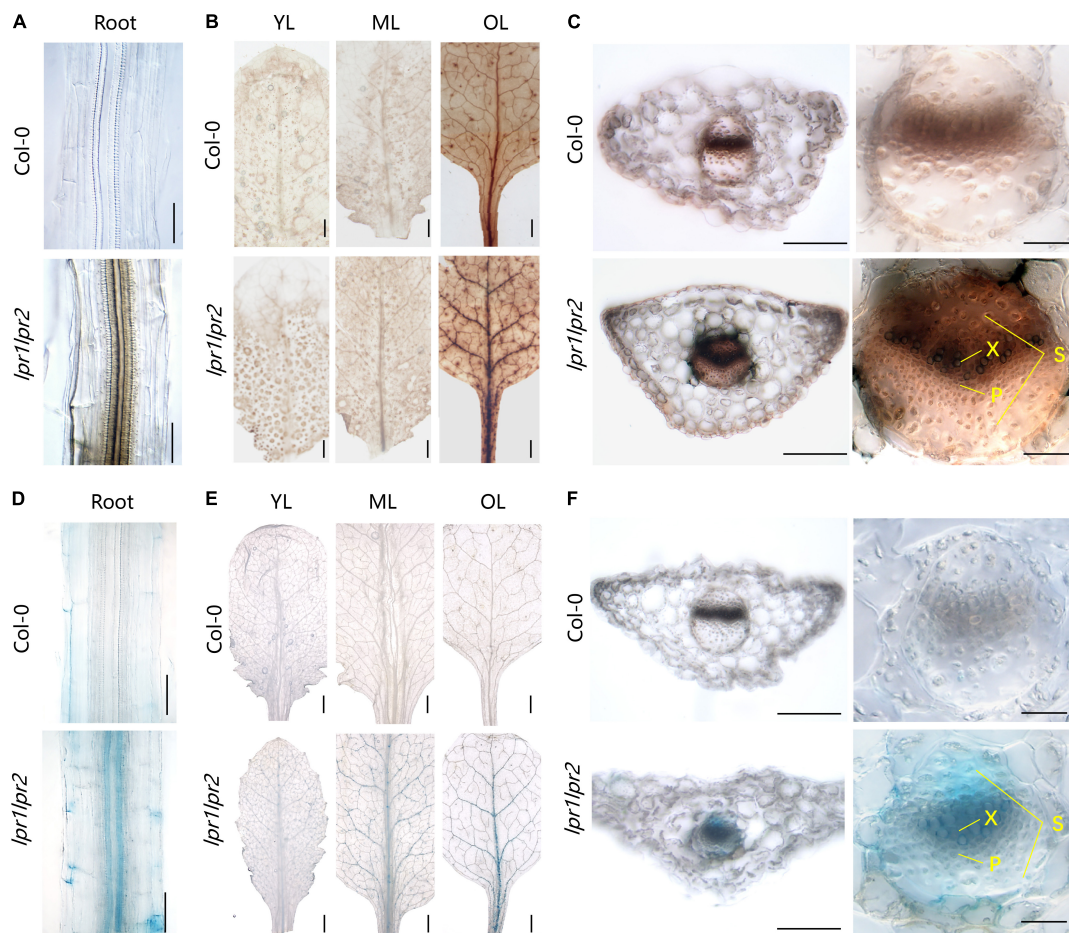 A Root B YL ML OL C
Col-0 Col-0 Col-0
lpr1lpr2 lpr1lpr2 lpr1lpr2
X S
P
D Root E YL ML OL F
Col-0 Col-0 Col-0
lpr1lpr2 lpr1lpr2 lpr1lpr2
X S
P